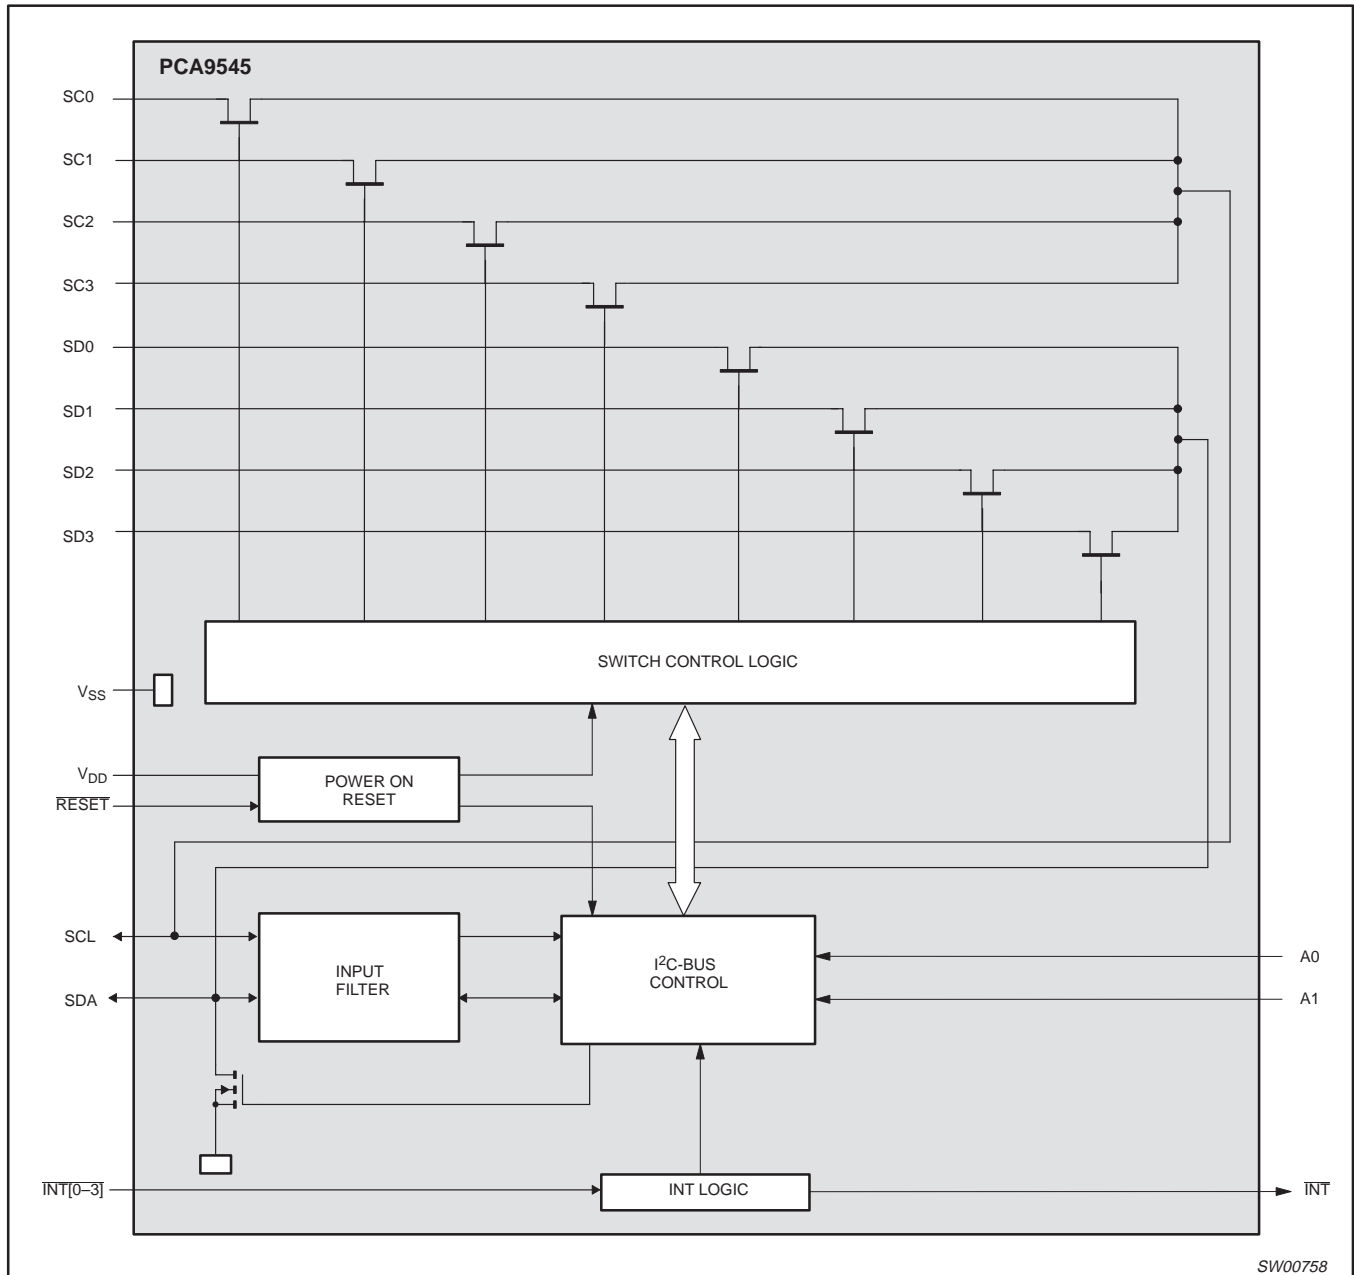 PCA9545
SC0
SC1
SC2
SC3
SD0
SD1
SD2
SD3
SWITCH CONTROL LOGIC
VSS
VDD
POWER ON
RESET
RESET
SCL
INPUT
FILTER
I²C-BUS
CONTROL
A0
SDA
A1
INT[0–3]
INT LOGIC
INT
SW00758